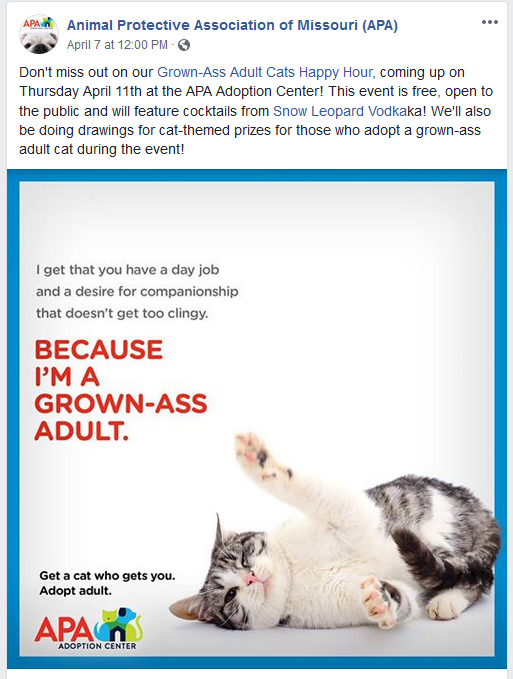 APA
Animal Protective Association of Missouri (APA)
April 7 at 12:00 PM ·
Don't miss out on our Grown-Ass Adult Cats Happy Hour, coming up on
Thursday April 11th at the APA Adoption Center! This event is free, open to
the public and will feature cocktails from Snow Leopard Vodkaka! We'll also
be doing drawings for cat-themed prizes for those who adopt a grown-ass
adult cat during the event!
I get that you have a day job
and a desire for companionship
that doesn't get too clingy.
BECAUSE
I'M A
GROWN-ASS
ADULT.
Get a cat who gets you.
Adopt adult.
APA
ADOPTION CENTER